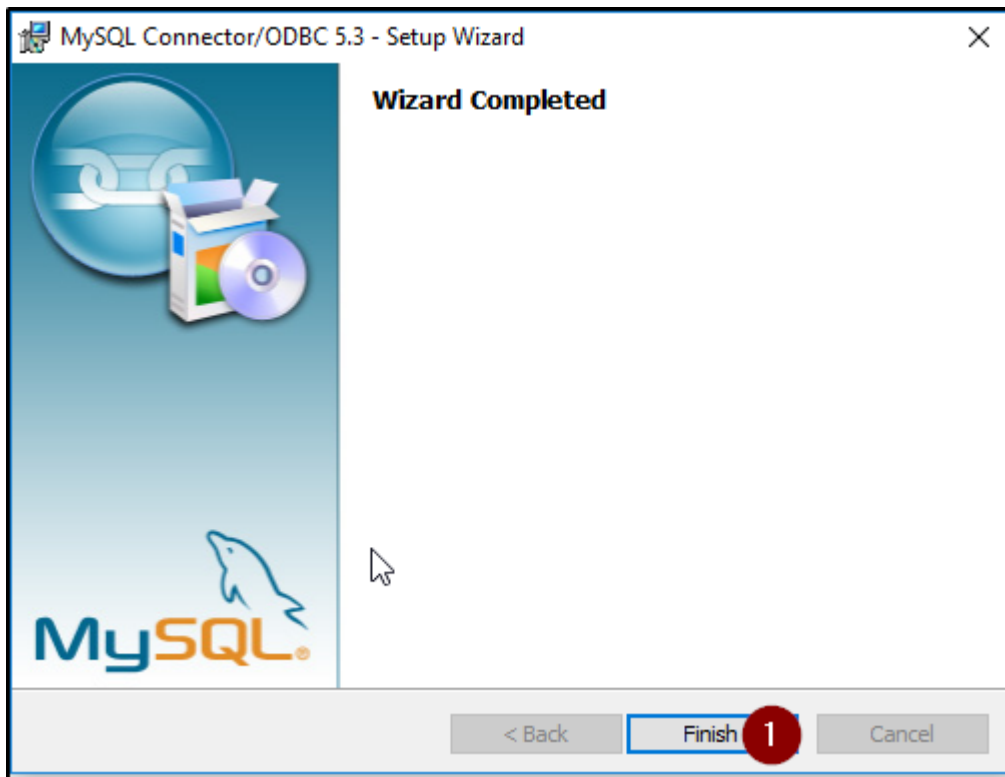 MySQL Connector/ODBC 5.3 - Setup Wizard
Wizard Completed
MySQL®
< Back
Finish
1
Cancel